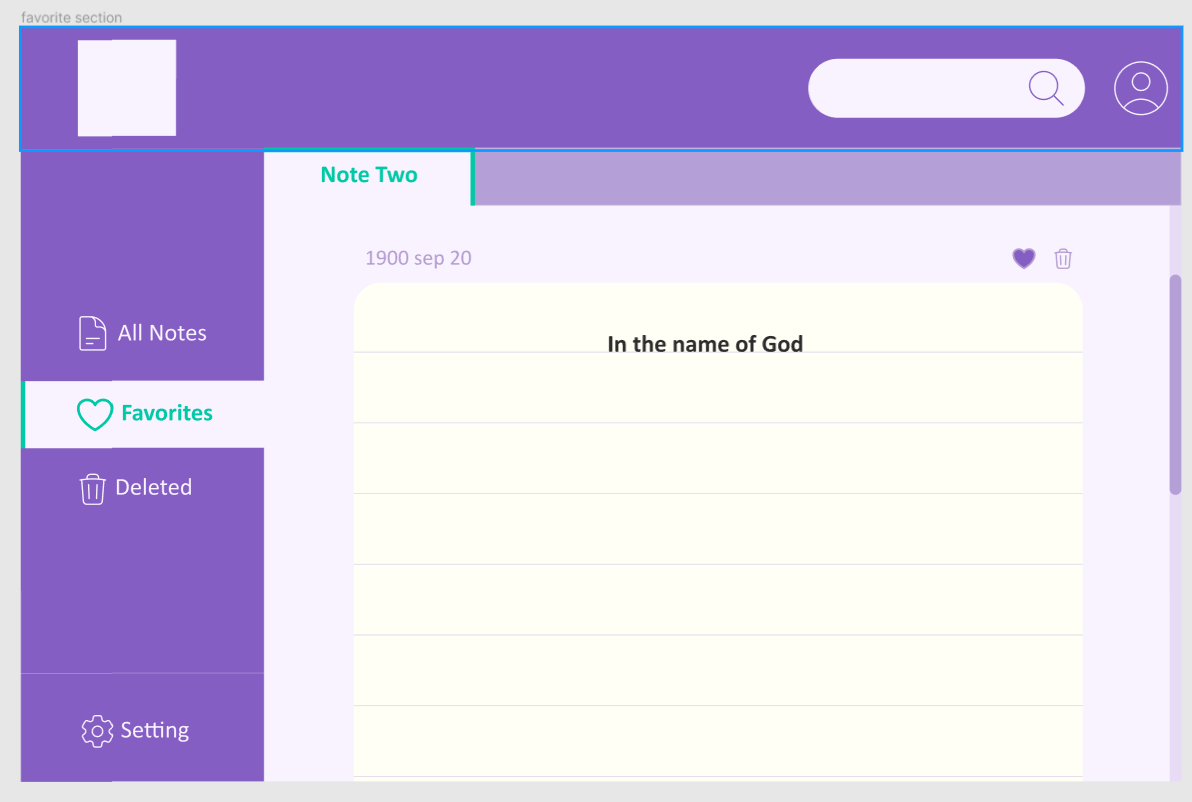 favorite section
Note Two
1900 sep 20
All Notes
In the name of God
Favorites
Deleted
Setting